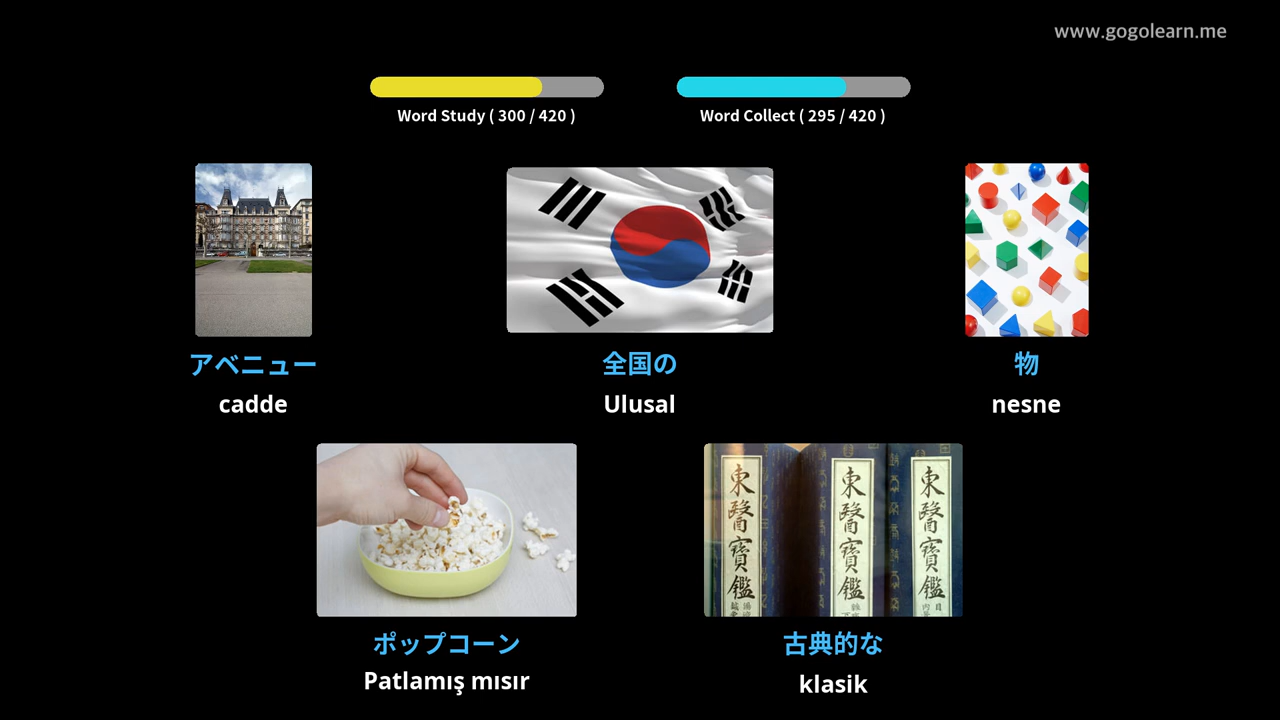 www.gogolearn.me
Word Study ( 300 / 420 )
Word Collect ( 295 / 420 )
アベニュー
cadde
全国の
Ulusal
物
nesne
東醫寶鑑
東醫寶鑑
東醫寶鑑
ポップコーン
Patlamış mısır
古典的な
klasik